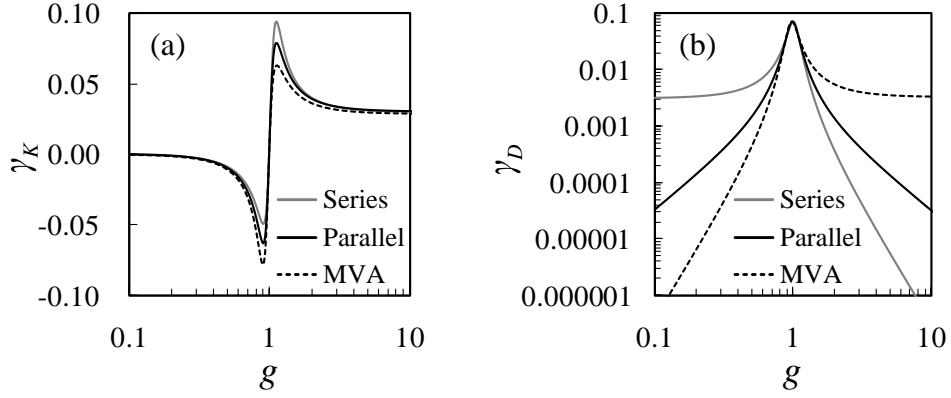 0.10
0.05
0.00
-0.05
-0.10
γK
(a)
Series
Parallel
MVA
0.1 1 10
g
0.1
0.01
0.001
0.0001
0.00001
0.000001
γD
(b)
Series
Parallel
MVA
0.1 1 10
g